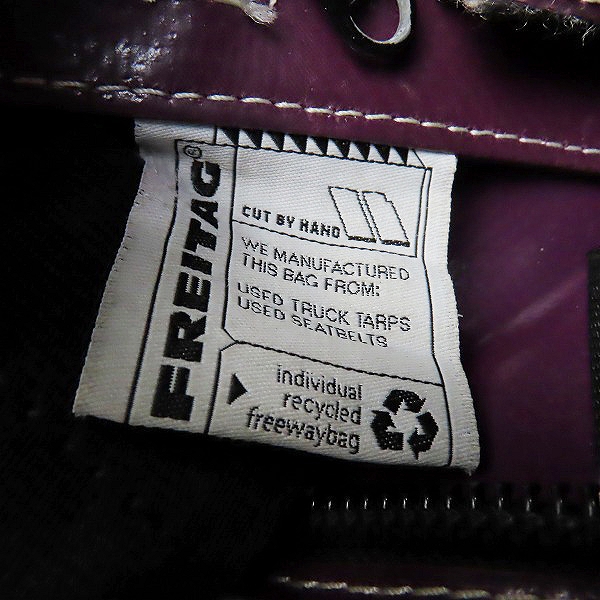 FREITAG®
CUT BY HAND
WE MANUFACTURED
THIS BAG FROM:
USED TRUCK TARPS
USED SEATBELTS
individual
recycled
freewaybag